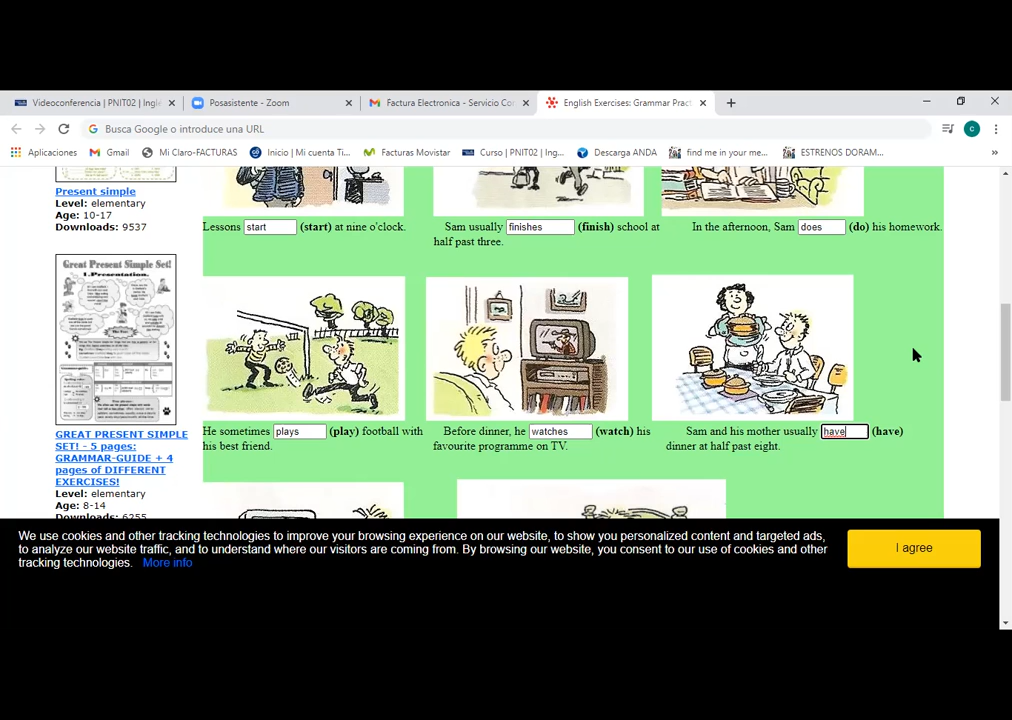 Videoconferencia | PNIT02 | Ingl
Posasistente - Zoom
Factura Electronica - Servicio Co
English Exercises: Grammar Pract
Busca Google o introduce una URL
Aplicaciones
Gmail
Mi Claro-FACTURAS
Inicio | Mi cuenta Ti...
Facturas Movistar
Curso | PNIT02 | Ing...
Descarga ANDA
find me in your me...
ESTRENOS DORAM...
»
Present simple
Level: elementary
Age: 10-17
Downloads: 9537
Lessons start (start) at nine o'clock.
Sam usually finishes (finish) school at
half past three.
In the afternoon, Sam does (do) his homework.
Great Present Simple Set!
1.Presentation.
GREAT PRESENT SIMPLE
SET! - 5 pages:
GRAMMAR-GUIDE + 4
pages of DIFFERENT
EXERCISES!
Level: elementary
Age: 8-14
Downloads: 6255
He sometimes plays (play) football with
his best friend.
Before dinner, he watches (watch) his
favourite programme on TV.
Sam and his mother usually have (have)
dinner at half past eight.
We use cookies and other tracking technologies to improve your browsing experience on our website, to show you personalized content and targeted ads,
to analyze our website traffic, and to understand where our visitors are coming from. By browsing our website, you consent to our use of cookies and other
tracking technologies. More info
I agree